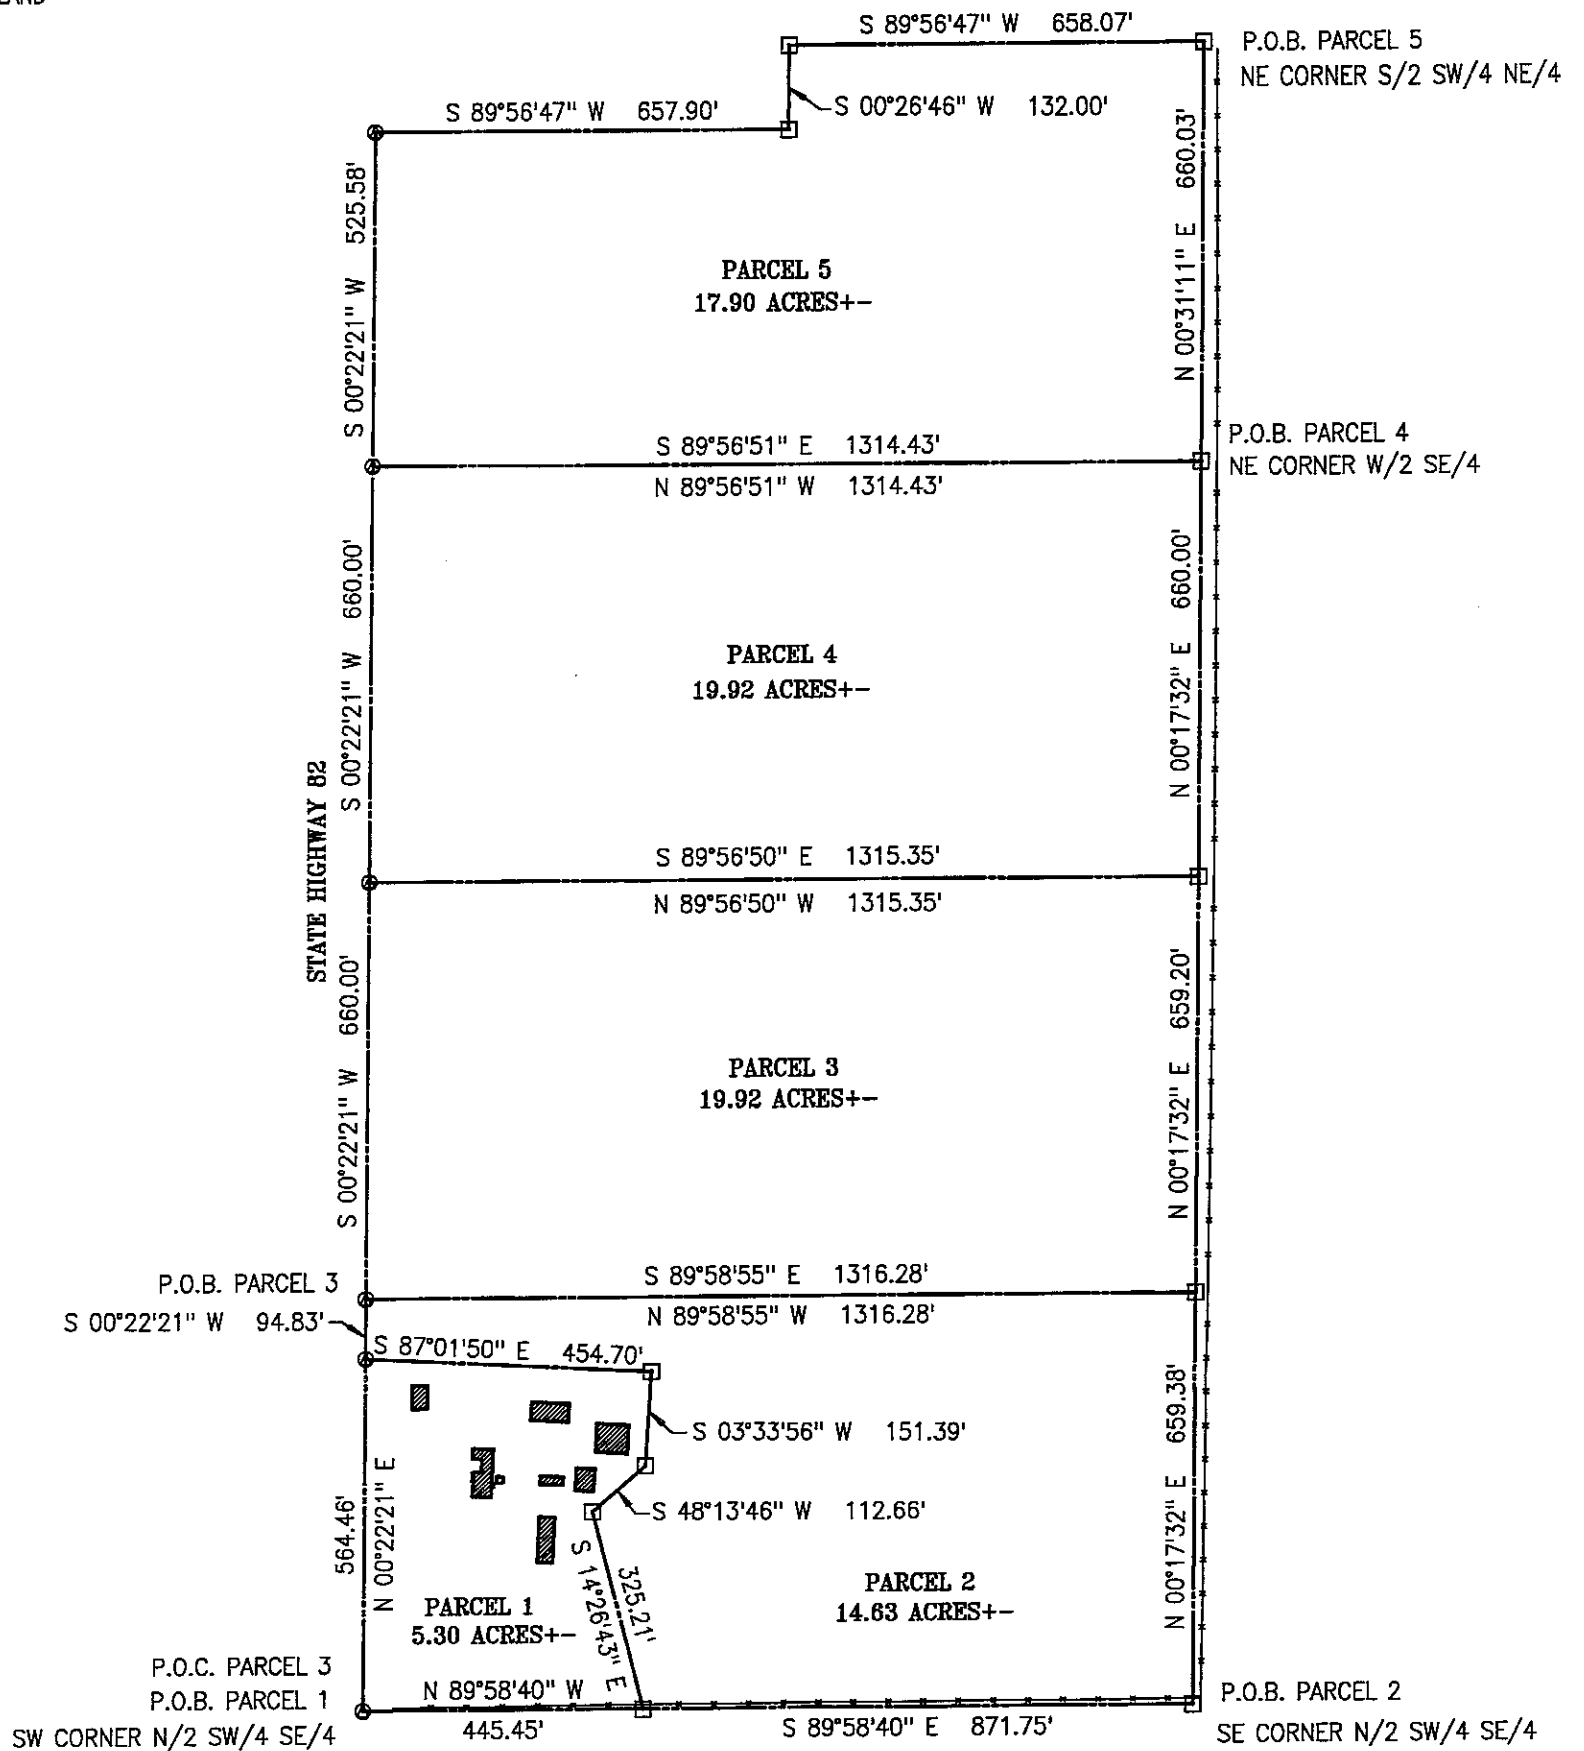 LAND
S 89°56'47" W 658.07'
P.O.B. PARCEL 5
NE CORNER S/2 SW/4 NE/4
S 89°56'47" W 657.90'
S 00°26'46" W 132.00'
N 00°31'11" E 660.03'
S 00°22'21" W 525.58'
PARCEL 5
17.90 ACRES+-
S 89°56'51" E 1314.43'
N 89°56'51" W 1314.43'
P.O.B. PARCEL 4
NE CORNER W/2 SE/4
S 00°22'21" W 660.00'
PARCEL 4
19.92 ACRES+-
N 00°17'32" E 660.00'
STATE HIGHWAY 82
S 89°56'50" E 1315.35'
N 89°56'50" W 1315.35'
S 00°22'21" W 660.00'
PARCEL 3
19.92 ACRES+-
N 00°17'32" E 659.20'
P.O.B. PARCEL 3
S 89°58'55" E 1316.28'
N 89°58'55" W 1316.28'
S 00°22'21" W 94.83'
S 87°01'50" E 454.70'
S 03°33'56" W 151.39'
S 48°13'46" W 112.66'
564.46'
N 00°22'21" E
S 14°26'43" E
325.21'
N 00°17'32" E 659.38'
PARCEL 1
5.30 ACRES+-
PARCEL 2
14.63 ACRES+-
P.O.C. PARCEL 3
P.O.B. PARCEL 1
SW CORNER N/2 SW/4 SE/4
N 89°58'40" W
445.45'
S 89°58'40" E 871.75'
P.O.B. PARCEL 2
SE CORNER N/2 SW/4 SE/4